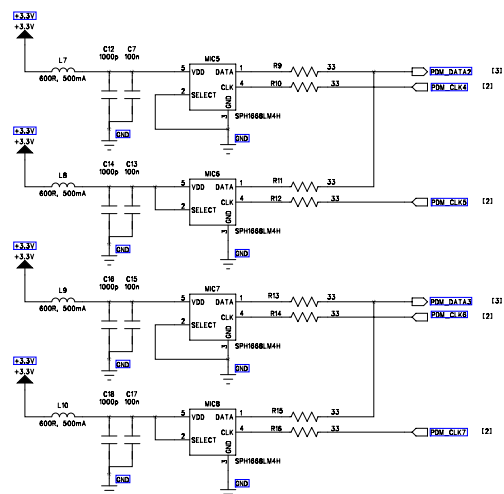 +3.3V
+3.3V
L7
600R, 500mA
C12 C7
1000p 100n
GND
MIC5
5 VDD DATA 1
CLK 4
2 SELECT
GND
3
SPH1668LM4H
GND
R9 33
R10 33
PDM_DATA2 [3]
PDM_CLK4 [2]
+3.3V
+3.3V
L8
600R, 500mA
C14 C13
1000p 100n
GND
MIC6
5 VDD DATA 1
CLK 4
2 SELECT
GND
3
SPH1668LM4H
GND
R11 33
R12 33
PDM_CLK5 [2]
+3.3V
+3.3V
L9
600R, 500mA
C16 C15
1000p 100n
GND
MIC7
5 VDD DATA 1
CLK 4
2 SELECT
GND
3
SPH1668LM4H
GND
R13 33
R14 33
PDM_DATA3 [3]
PDM_CLK6 [2]
+3.3V
+3.3V
L10
600R, 500mA
C18 C17
1000p 100n
GND
MIC8
5 VDD DATA 1
CLK 4
2 SELECT
GND
3
SPH1668LM4H
GND
R15 33
R16 33
PDM_CLK7 [2]